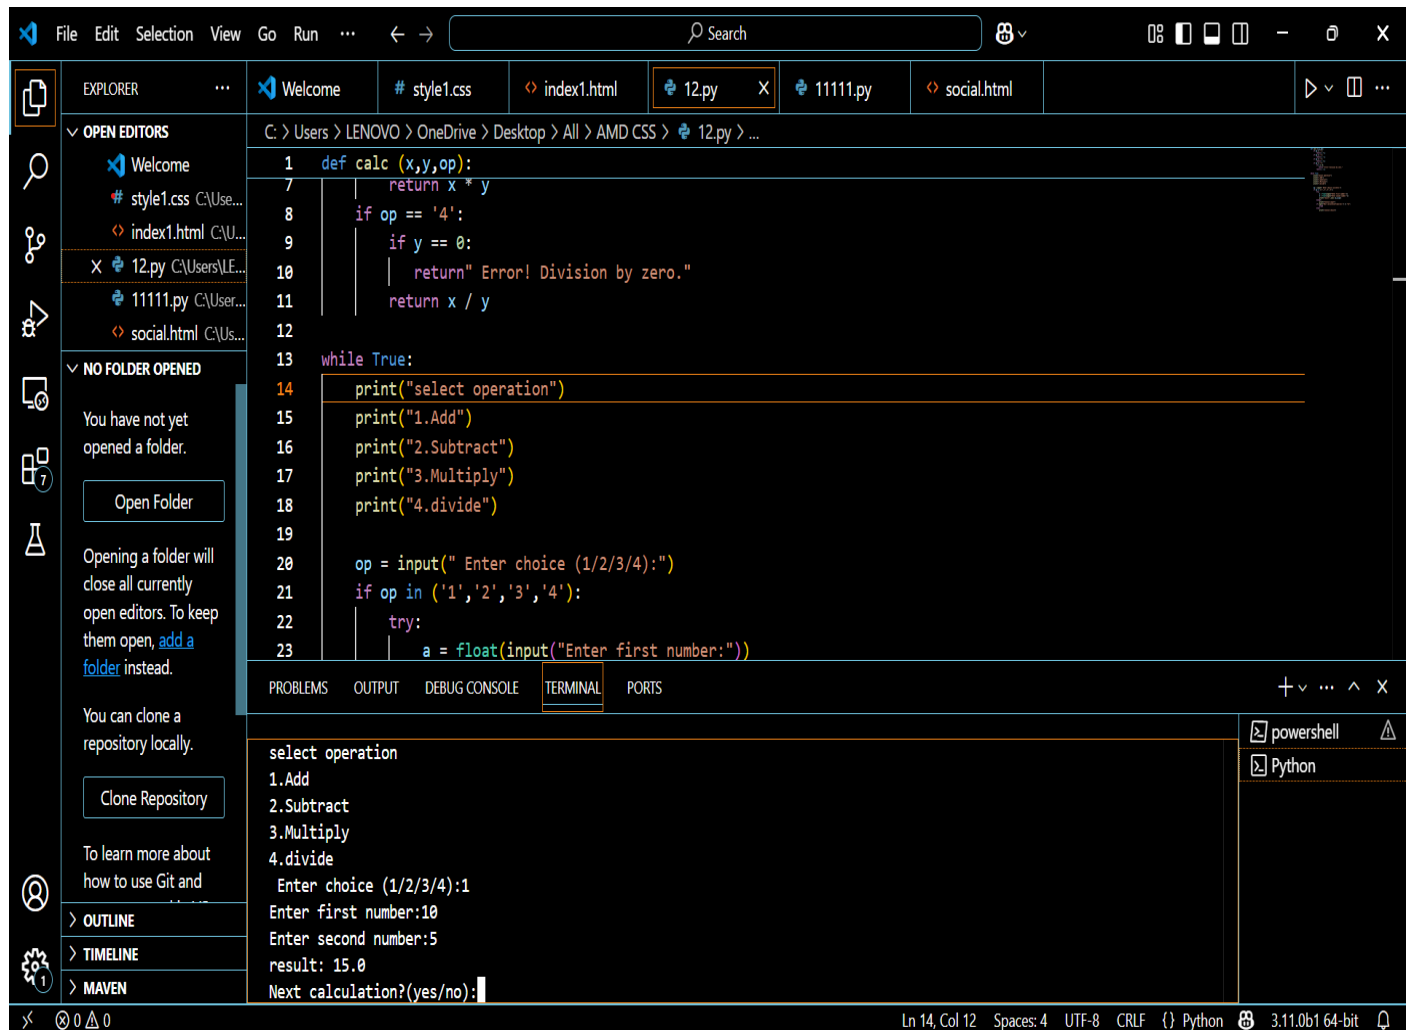 File Edit Selection View Go Run ··· Search
EXPLORER ···
OPEN EDITORS
Welcome
# style1.css C:\Use...
<> index1.html C:\U...
X 12.py C:\Users\LE...
11111.py C:\User...
<> social.html C:\Us...
NO FOLDER OPENED
You have not yet
opened a folder.
Open Folder
Opening a folder will
close all currently
open editors. To keep
them open, add a
folder instead.
You can clone a
repository locally.
Clone Repository
To learn more about
how to use Git and
> OUTLINE
> TIMELINE
> MAVEN
7
1
Welcome # style1.css <> index1.html 12.py X 11111.py <> social.html
C: > Users > LENOVO > OneDrive > Desktop > All > AMD CSS > 12.py > ...
1 def calc (x,y,op):
7 return x * y
8 if op == '4':
9 if y == 0:
10 return" Error! Division by zero."
11 return x / y
12
13 while True:
14 print("select operation")
15 print("1.Add")
16 print("2.Subtract")
17 print("3.Multiply")
18 print("4.divide")
19
20 op = input(" Enter choice (1/2/3/4):")
21 if op in ('1','2','3','4'):
22 try:
23 a = float(input("Enter first number:"))
PROBLEMS OUTPUT DEBUG CONSOLE TERMINAL PORTS
select operation
1.Add
2.Subtract
3.Multiply
4.divide
Enter choice (1/2/3/4):1
Enter first number:10
Enter second number:5
result: 15.0
Next calculation?(yes/no):
powershell
Python
0 0 Ln 14, Col 12 Spaces: 4 UTF-8 CRLF {} Python 3.11.0b1 64-bit